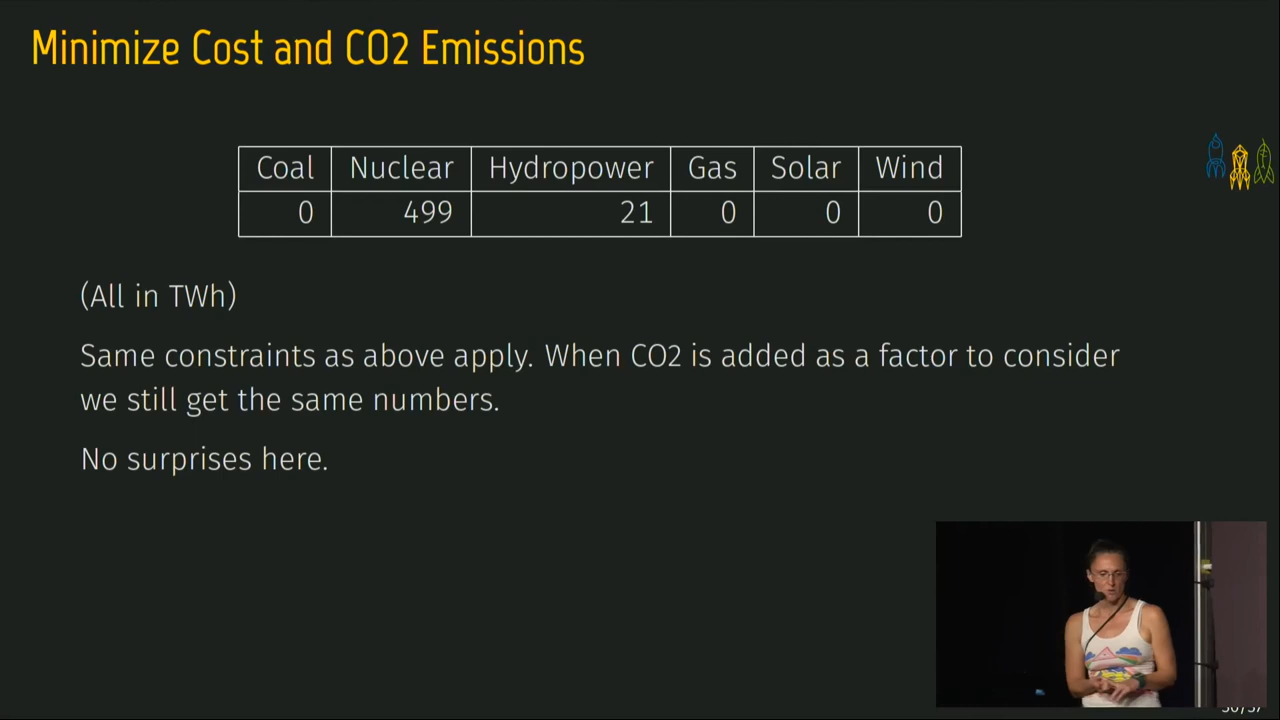 Minimize Cost and CO2 Emissions
Coal Nuclear Hydropower Gas Solar Wind
0 499 21 0 0 0
(All in TWh)
Same constraints as above apply. When CO2 is added as a factor to consider
we still get the same numbers.
No surprises here.